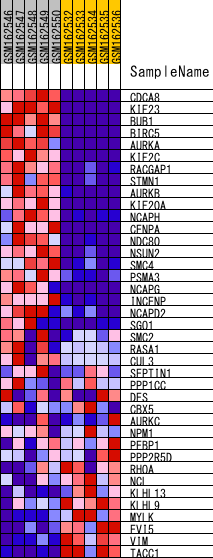 GSM162546
GSM162547
GSM162548
GSM162549
GSM162550
GSM162532
GSM162533
GSM162534
GSM162535
GSM162536
SampleName
CDCA8
KIF23
BUB1
BIRC5
AURKA
KIF2C
RACGAP1
STMN1
AURKB
KIF20A
NCAPH
CENPA
NDC80
NSUN2
SMC4
PSMA3
NCAPG
INCENP
NCAPD2
SGO1
SMC2
RASA1
CUL3
SEPTIN1
PPP1CC
DES
CBX5
AURKC
NPM1
PEBP1
PPP2R5D
RHOA
NCL
KLHL13
KLHL9
MYLK
EVI5
VIM
TACC1